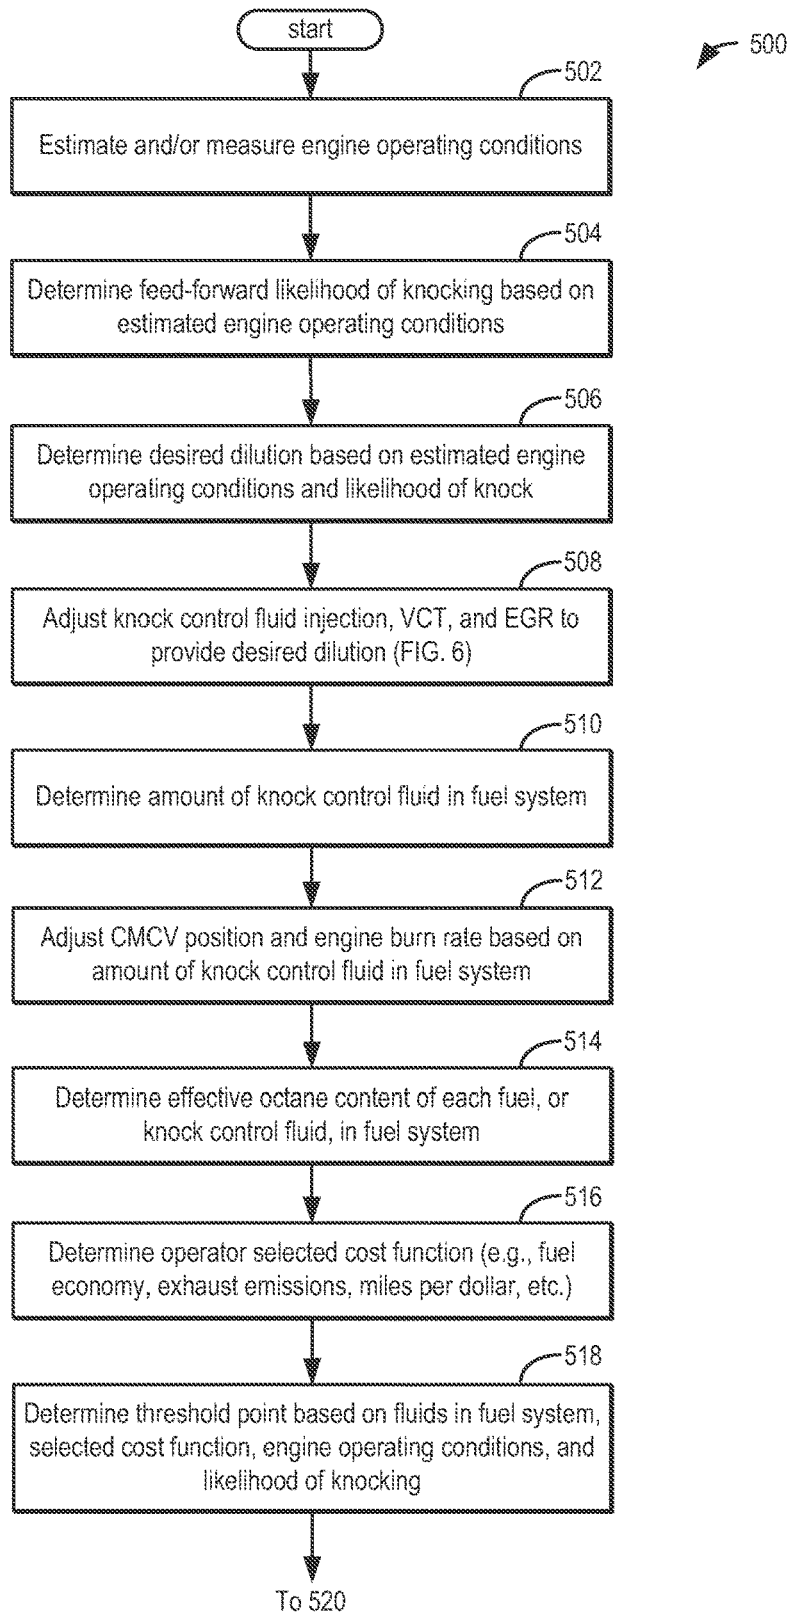 start
500
502
Estimate and/or measure engine operating conditions
504
Determine feed-forward likelihood of knocking based on
estimated engine operating conditions
506
Determine desired dilution based on estimated engine
operating conditions and likelihood of knock
508
Adjust knock control fluid injection, VCT, and EGR to
provide desired dilution (FIG. 6)
510
Determine amount of knock control fluid in fuel system
512
Adjust CMCV position and engine burn rate based on
amount of knock control fluid in fuel system
514
Determine effective octane content of each fuel, or
knock control fluid, in fuel system
516
Determine operator selected cost function (e.g., fuel
economy, exhaust emissions, miles per dollar, etc.)
518
Determine threshold point based on fluids in fuel system,
selected cost function, engine operating conditions, and
likelihood of knocking
To 520